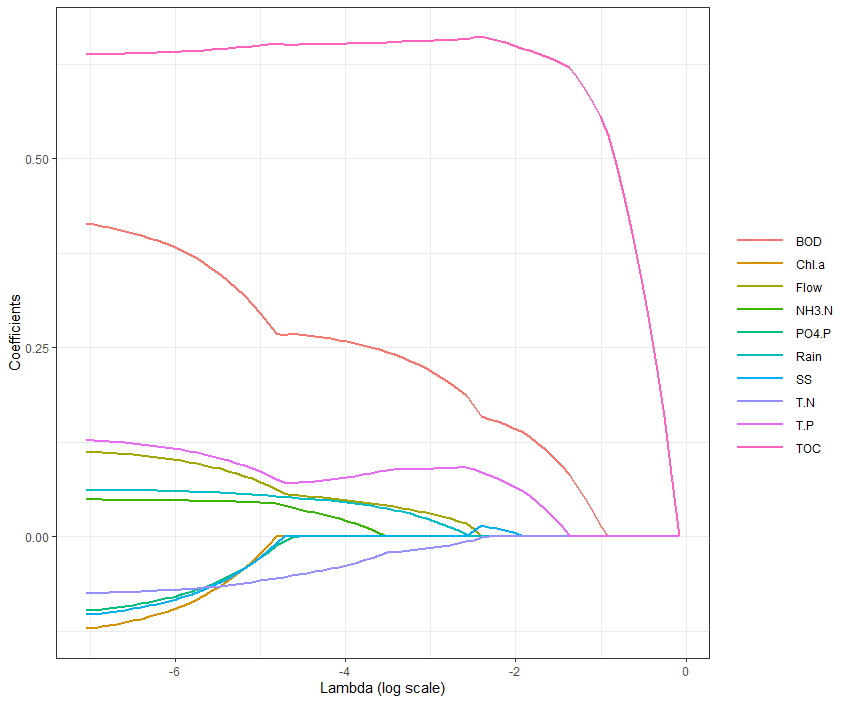 0.50
0.25
0.00
Coefficients
-6
-4
-2
0
Lambda (log scale)
BOD
Chl.a
Flow
NH3.N
PO4.P
Rain
SS
T.N
T.P
TOC